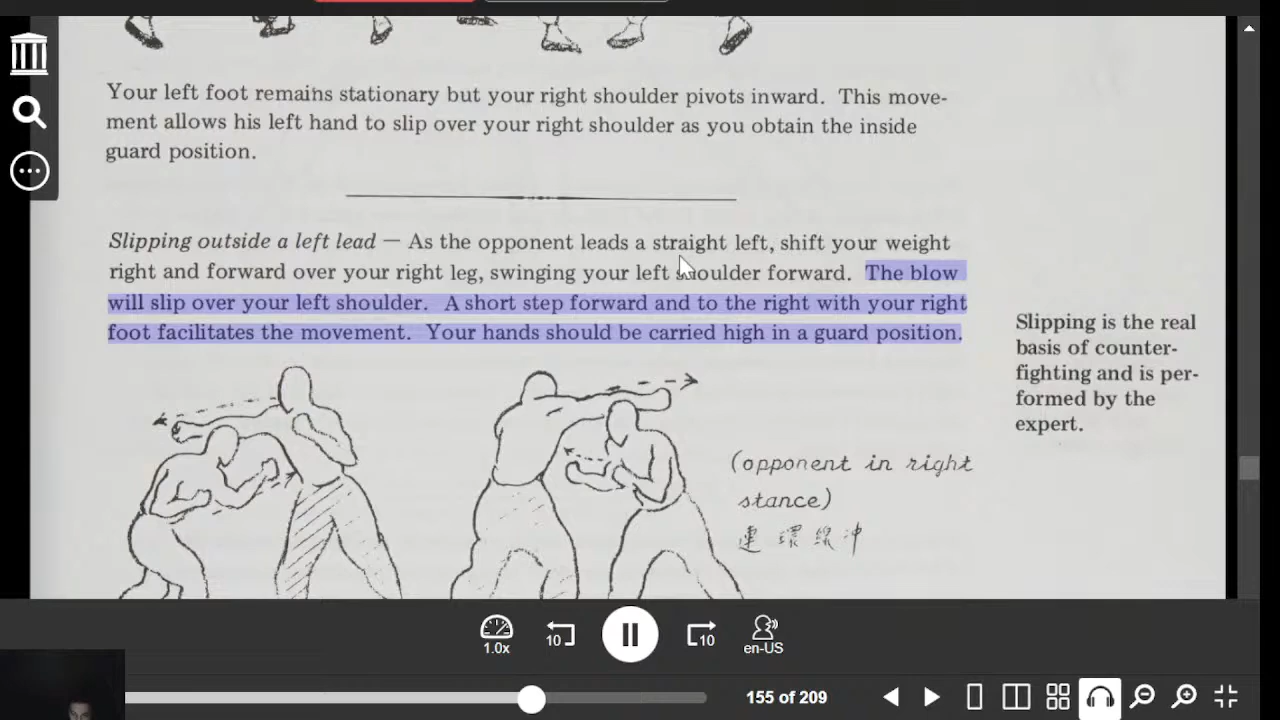 Your left foot remains stationary but your right shoulder pivots inward. This move-
ment allows his left hand to slip over your right shoulder as you obtain the inside
guard position.
Slipping outside a left lead — As the opponent leads a straight left, shift your weight
right and forward over your right leg, swinging your left shoulder forward. The blow
will slip over your left shoulder. A short step forward and to the right with your right
foot facilitates the movement. Your hands should be carried high in a guard position.
Slipping is the real
basis of counter-
fighting and is per-
formed by the
expert.
(opponent in right
stance)
連環
1.0x
10
10
en-US
155 of 209